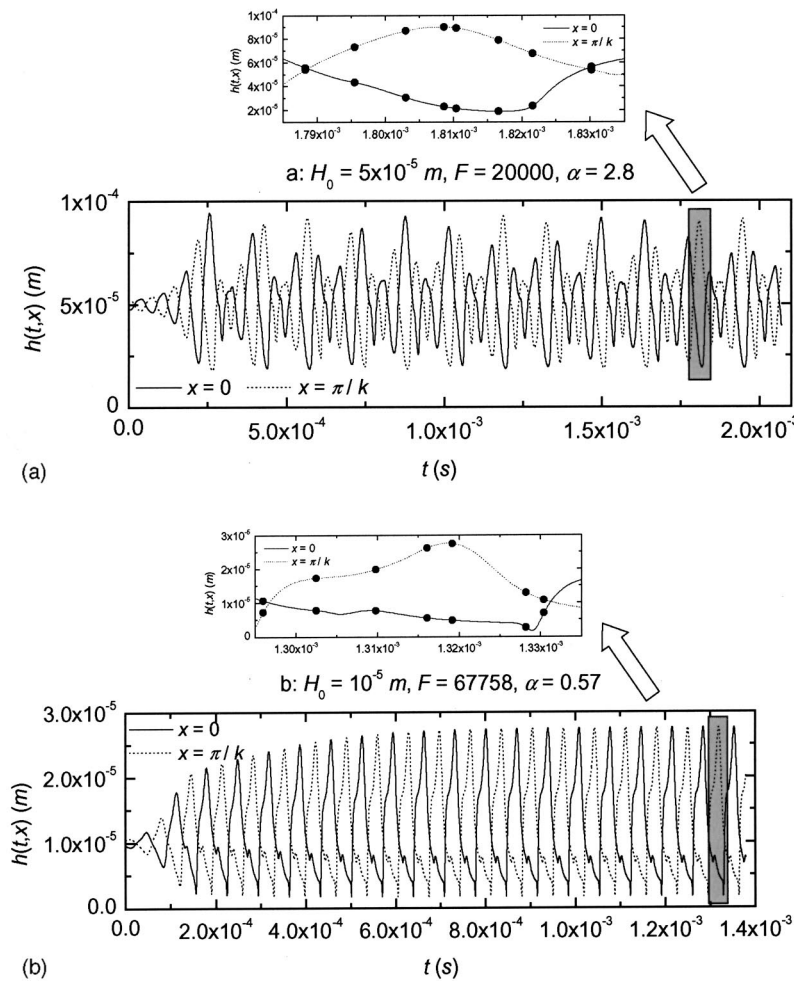 1x10⁻⁴
x = 0
x = π/k
8x10⁻⁵
h(t,x) (m)
6x10⁻⁵
4x10⁻⁵
2x10⁻⁵
1.79x10⁻³ 1.80x10⁻³ 1.81x10⁻³ 1.82x10⁻³ 1.83x10⁻³
a: H₀ = 5x10⁻⁵ m, F = 20000, α = 2.8
1x10⁻⁴
h(t,x) (m)
5x10⁻⁵
x = 0 x = π / k
0
0.0 5.0x10⁻⁴ 1.0x10⁻³ 1.5x10⁻³ 2.0x10⁻³
(a) t (s)
3x10⁻⁶
x = 0
x = π/k
h(t,x) (m)
2x10⁻⁶
1x10⁻⁶
0
1.30x10⁻³ 1.31x10⁻³ 1.32x10⁻³ 1.33x10⁻³
b: H₀ = 10⁻⁵ m, F = 67758, α = 0.57
3.0x10⁻⁵
x = 0
x = π / k
h(t,x) (m)
2.0x10⁻⁵
1.0x10⁻⁵
0.0
0.0 2.0x10⁻⁴ 4.0x10⁻⁴ 6.0x10⁻⁴ 8.0x10⁻⁴ 1.0x10⁻³ 1.2x10⁻³ 1.4x10⁻³
(b) t (s)